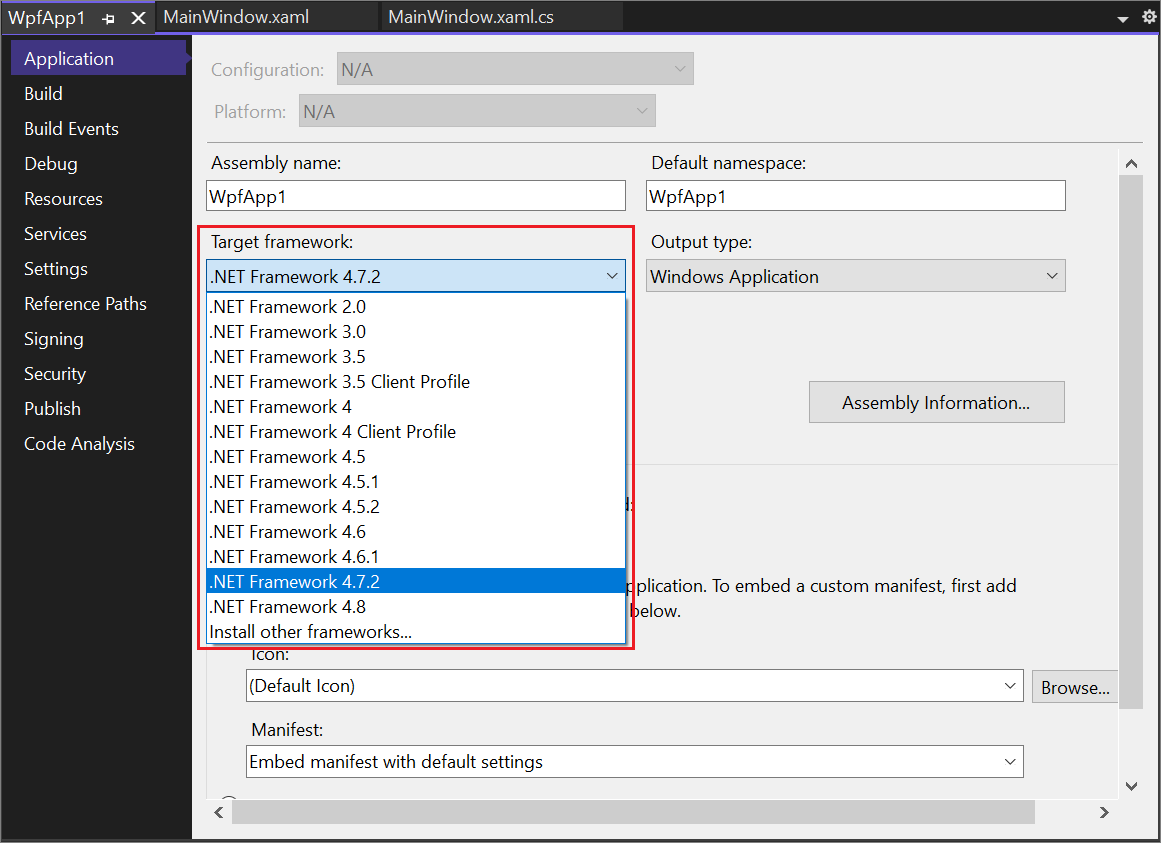 WpfApp1 MainWindow.xaml MainWindow.xaml.cs
Application
Build
Build Events
Debug
Resources
Services
Settings
Reference Paths
Signing
Security
Publish
Code Analysis
Configuration: N/A
Platform: N/A
Assembly name: Default namespace:
WpfApp1 WpfApp1
Target framework: Output type:
.NET Framework 4.7.2 Windows Application
.NET Framework 2.0
.NET Framework 3.0
.NET Framework 3.5
.NET Framework 3.5 Client Profile
.NET Framework 4
Assembly Information...
.NET Framework 4 Client Profile
.NET Framework 4.5
.NET Framework 4.5.1
.NET Framework 4.5.2
.NET Framework 4.6
.NET Framework 4.6.1
.NET Framework 4.7.2
pplication. To embed a custom manifest, first add
.NET Framework 4.8
below.
Install other frameworks...
Icon:
(Default Icon) Browse...
Manifest:
Embed manifest with default settings